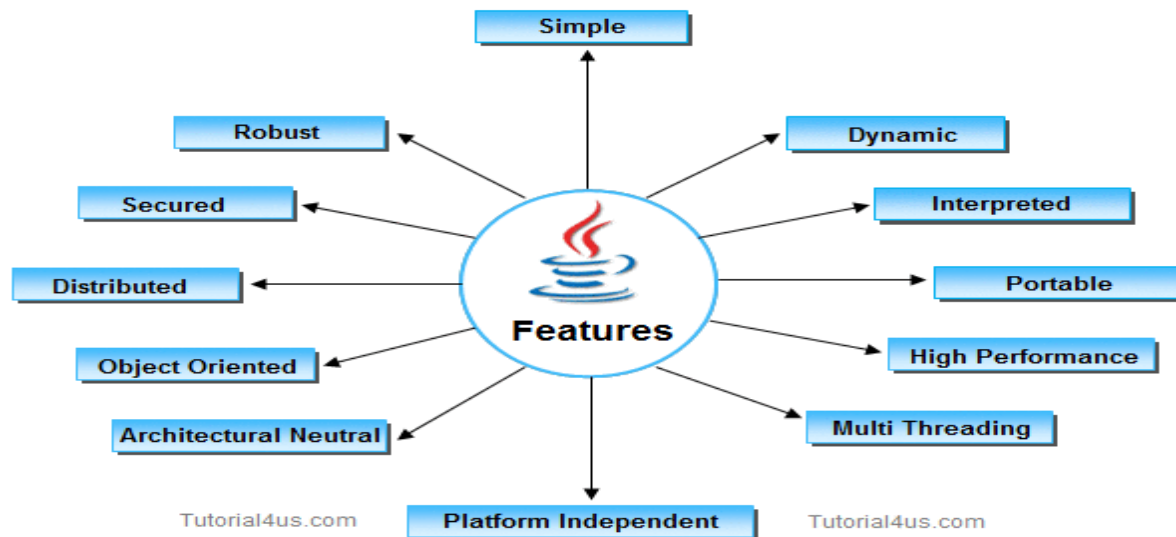 Simple
Robust
Dynamic
Secured
Interpreted
Distributed
Portable
Features
Object Oriented
High Performance
Architectural Neutral
Multi Threading
Tutorial4us.com
Platform Independent
Tutorial4us.com